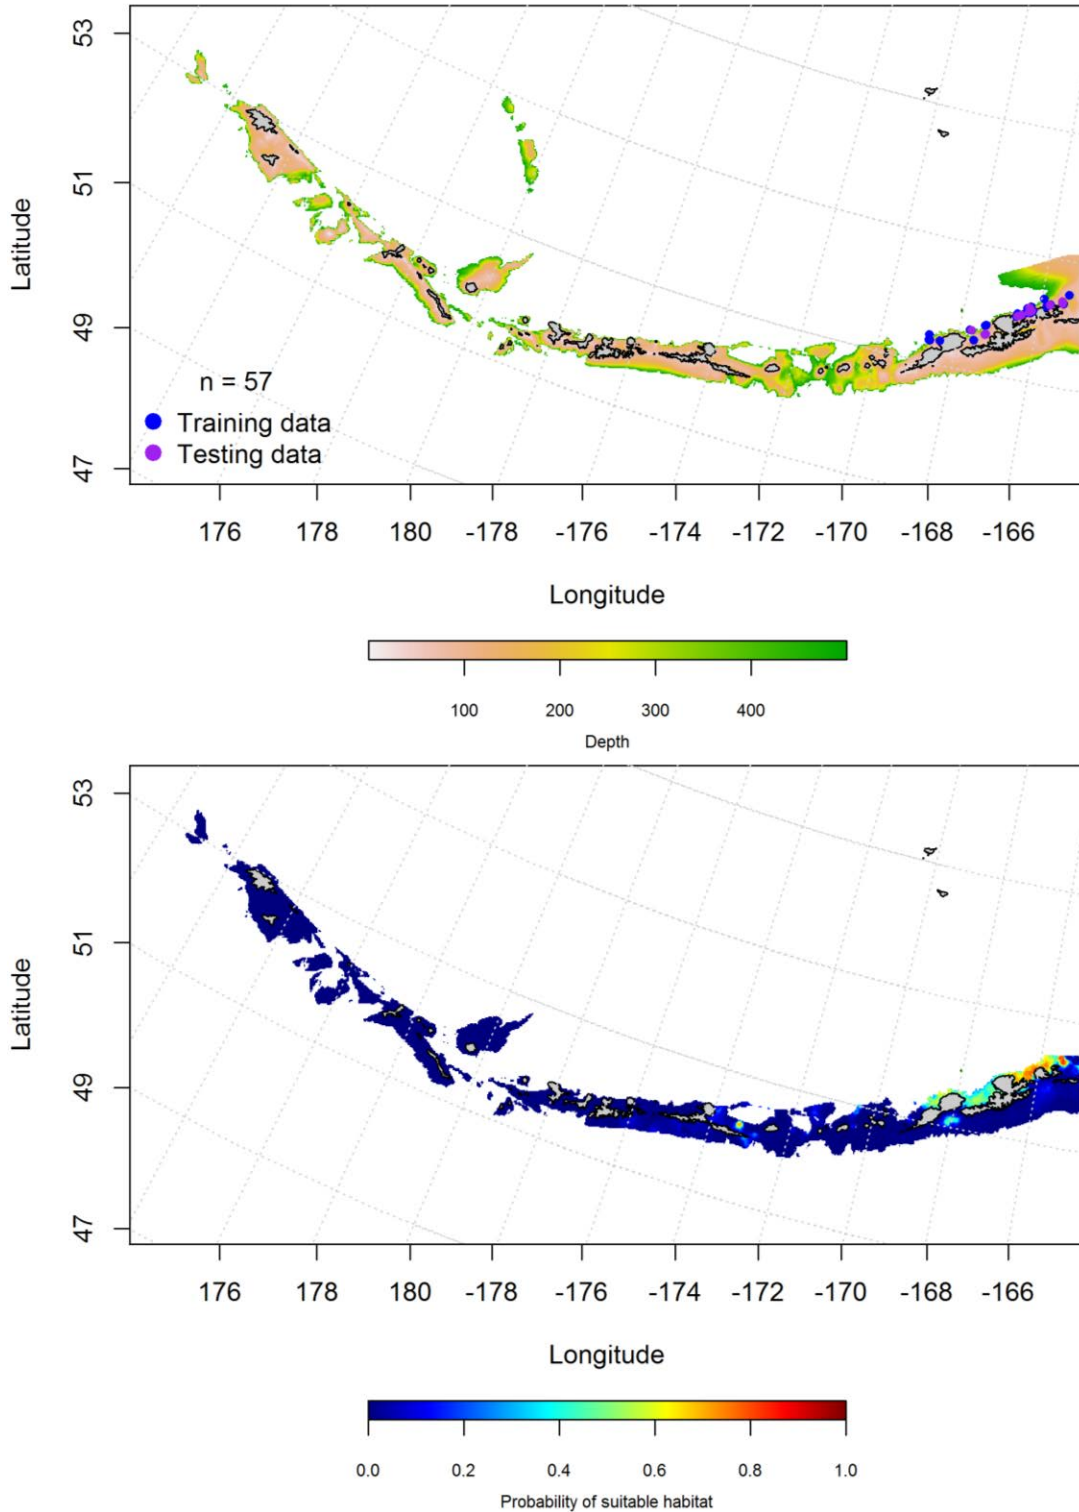 53
51
49
47
Latitude
n = 57
Training data
Testing data
176 178 180 -178 -176 -174 -172 -170 -168 -166
Longitude
100 200 300 400
Depth
53
51
49
47
Latitude
176 178 180 -178 -176 -174 -172 -170 -168 -166
Longitude
0.0 0.2 0.4 0.6 0.8 1.0
Probability of suitable habitat